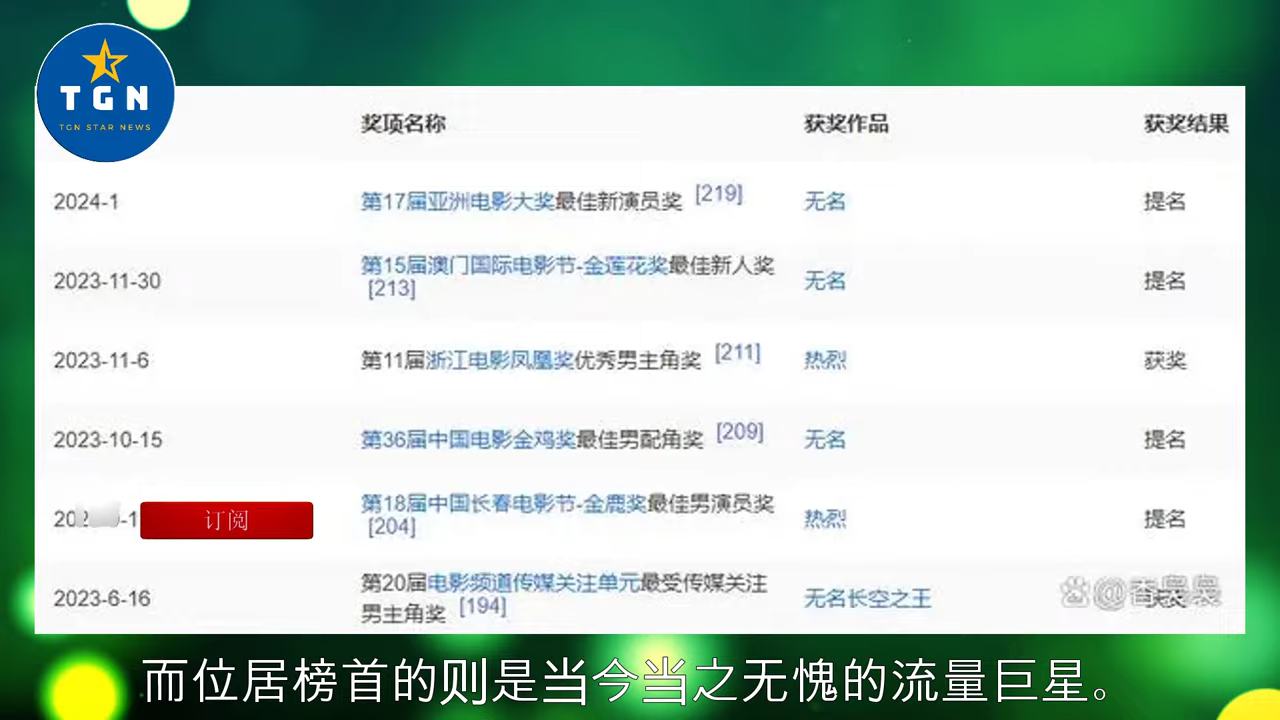 TGN
TGN STAR NEWS
奖项名称 获奖作品 获奖结果
2024-1 第17届亚洲电影大奖最佳新演员奖 [219] 无名 提名
第15届澳门国际电影节-金莲花奖最佳新人奖
2023-11-30 无名 提名
[213]
2023-11-6 第11届浙江电影凤凰奖优秀男主角奖 [211] 热烈 获奖
2023-10-15 第36届中国电影金鸡奖最佳男配角奖 [209] 无名 提名
第18届中国长春电影节-金鹿奖最佳男演员奖
订阅 热烈 提名
[204]
第20届电影频道传媒关注单元最受传媒关注
2023-6-16 无名长空之王
男主角奖 [194]
而位居榜首的则是当今当之无愧的流量巨星。